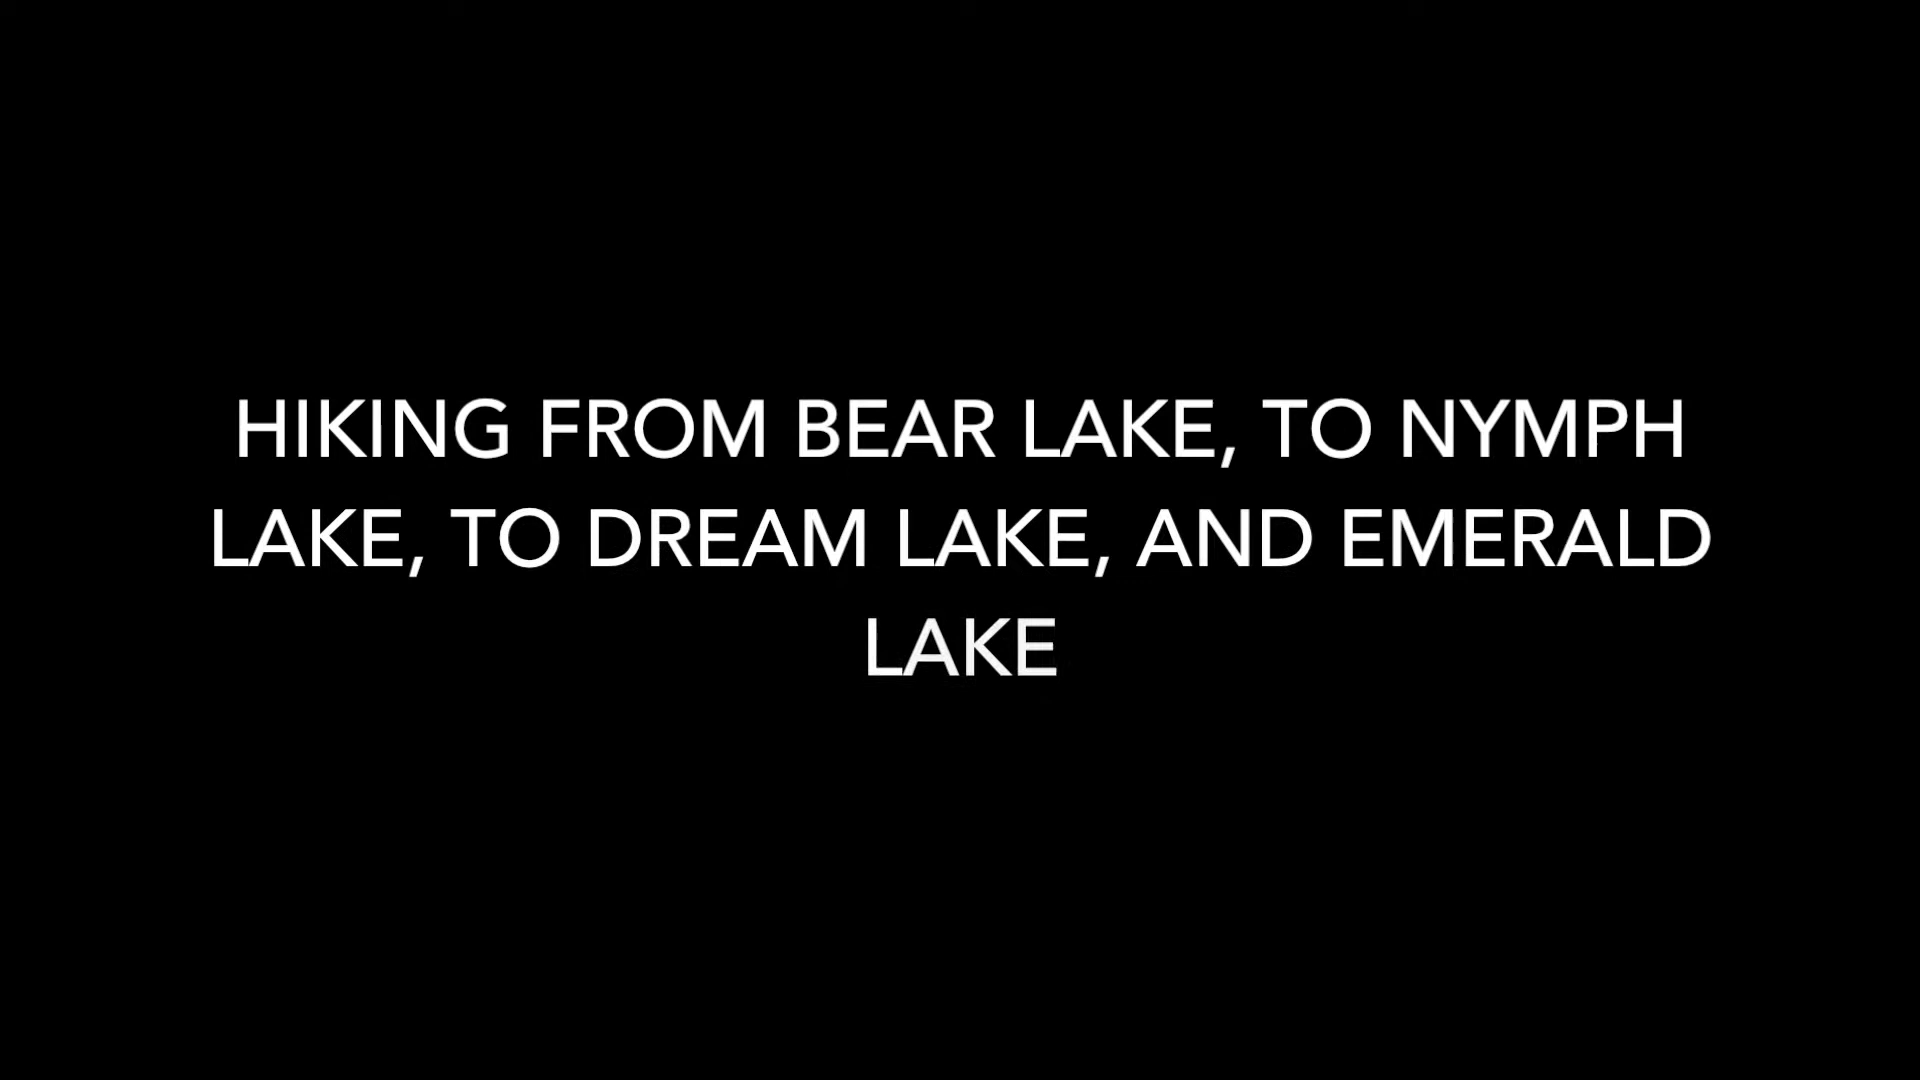 HIKING FROM BEAR LAKE, TO NYMPH
LAKE, TO DREAM LAKE, AND EMERALD
LAKE